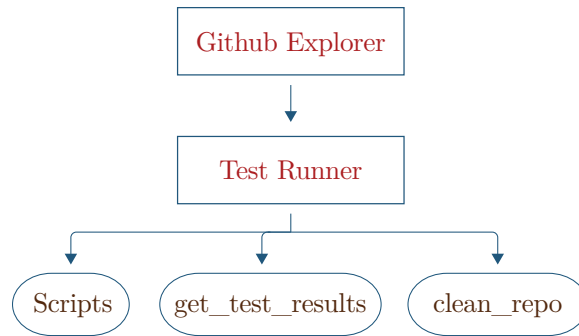 Github Explorer
Test Runner
Scripts
get_test_results
clean_repo